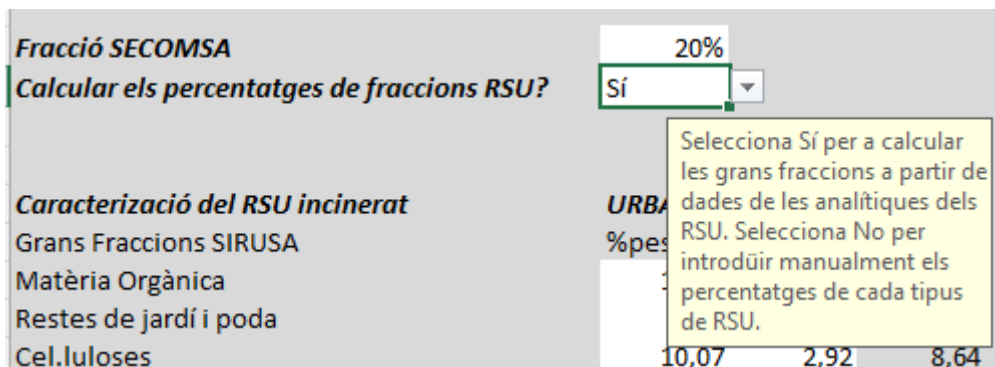 Fracció SECOMSA 20%
Calcular els percentatges de fraccions RSU? Sí
Selecciona Sí per a calcular
les grans fraccions a partir de
dades de les analítiques dels
RSU. Selecciona No per
introdüir manualment els
percentatges de cada tipus
de RSU.
Caracterització del RSU incinerat
Grans Fraccions SIRUSA
Matèria Orgànica
Restes de jardí i poda
Cel.luloses 10,07 2,92 8,64